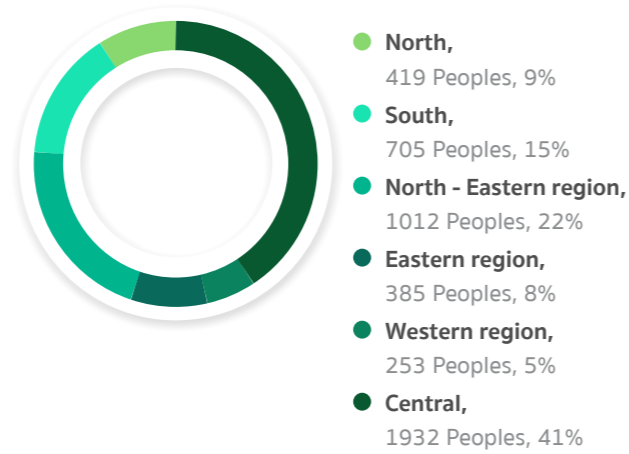 North,
419 Peoples, 9%
South,
705 Peoples, 15%
North - Eastern region,
1012 Peoples, 22%
Eastern region,
385 Peoples, 8%
Western region,
253 Peoples, 5%
Central,
1932 Peoples, 41%